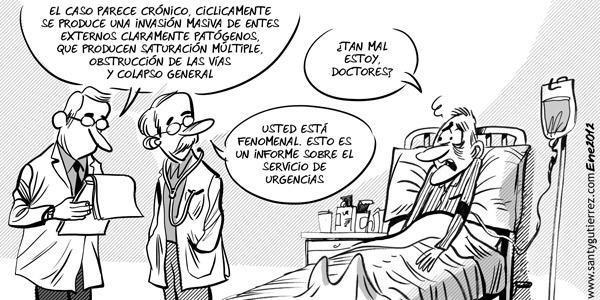 EL CASO PARECE CRÓNICO, CICLICAMENTE
SE PRODUCE UNA INVASIÓN MASIVA DE ENTES
EXTERNOS CLARAMENTE PATÓGENOS,
QUE PRODUCEN SATURACIÓN MÚLTIPLE,
OBSTRUCCIÓN DE LAS VÍAS
Y COLAPSO GENERAL
¿TAN MAL
ESTOY,
DOCTORES?
USTED ESTÁ
FENOMENAL. ESTO ES
UN INFORME SOBRE EL
SERVICIO DE
URGENCIAS
www.santygutierrez.com Ene2012